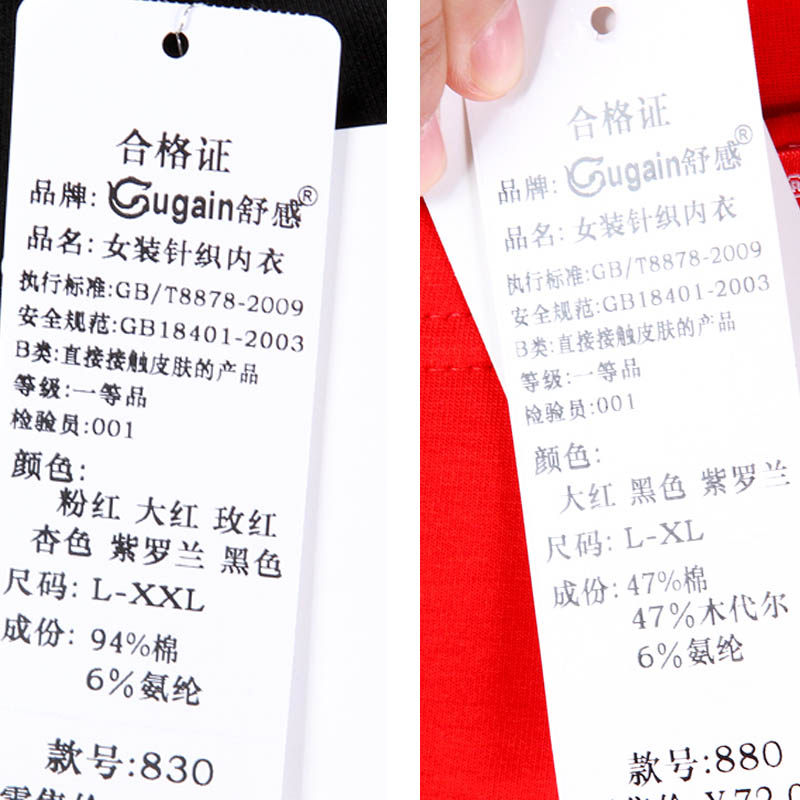 合格证
品牌: Gugain舒感®
品名: 女装针织内衣
执行标准:GB/T8878-2009
安全规范:GB18401-2003
B类:直接接触皮肤的产品
等级:一等品
检验员:001
颜色:
粉红 大红 玫红
杏色 紫罗兰 黑色
尺码: L-XXL
成份: 94%棉
6%氨纶
款号:830
合格证
品牌: Gugain舒感®
品名: 女装针织内衣
执行标准:GB/T8878-2009
安全规范:GB18401-2003
B类:直接接触皮肤的产品
等级:一等品
检验员:001
颜色:
大红 黑色 紫罗兰
尺码: L-XL
成份: 47%棉
47%木代尔
6%氨纶
款号:880